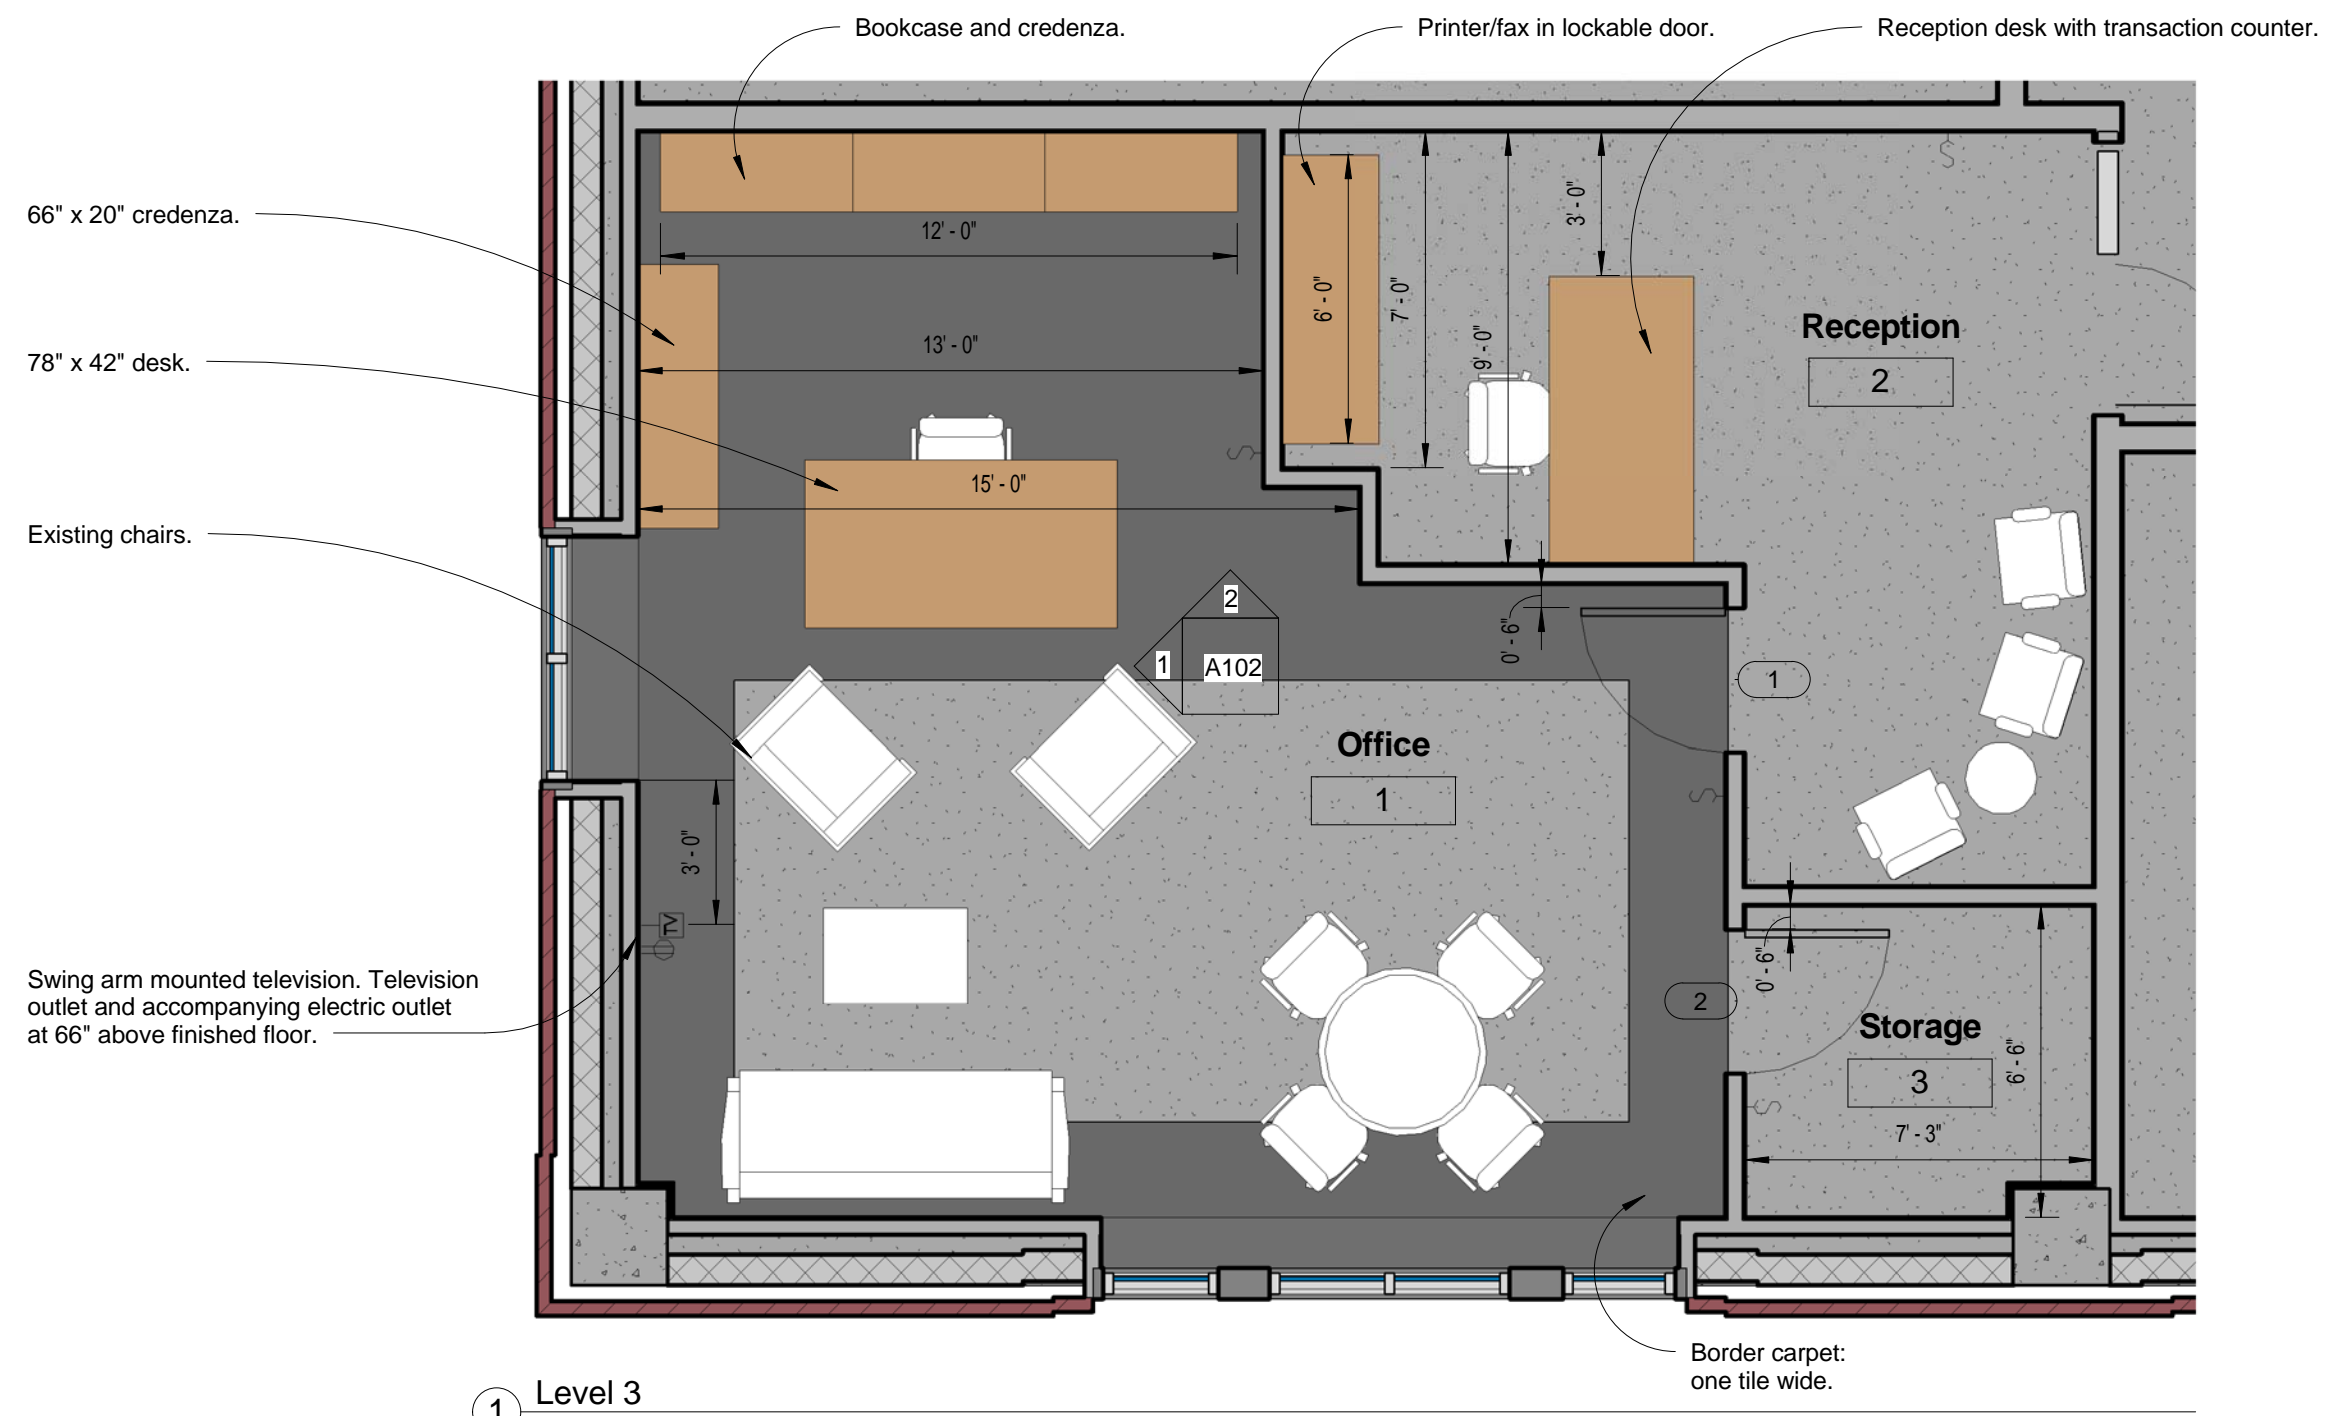 Bookcase and credenza.
Printer/fax in lockable door.
Reception desk with transaction counter.
66" x 20" credenza.
12' - 0"
3' - 0"
6' - 0"
7' - 0"
9' - 0"
13' - 0"
78" x 42" desk.
Reception
2
15' - 0"
Existing chairs.
2
1
A102
0' - 6"
1
Office
1
3' - 0"
TV
Swing arm mounted television. Television
outlet and accompanying electric outlet
at 66" above finished floor.
0' - 6"
2
Storage
3
6' - 6"
7' - 3"
Border carpet:
one tile wide.
1
Level 3